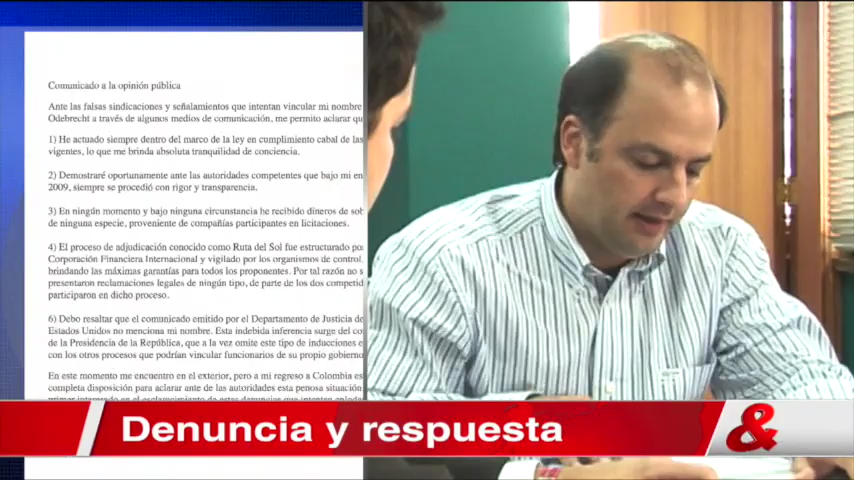 Comunicado a la opinión pública
Ante las falsas sindicaciones y señalamientos que intentan vincular mi nombre
Odebrecht a través de algunos medios de comunicación, me permito aclarar qu
1) He actuado siempre dentro del marco de la ley en cumplimiento cabal de las
vigentes, lo que me brinda absoluta tranquilidad de conciencia.
2) Demostraré oportunamente ante las autoridades competentes que bajo mi en
2009, siempre se procedió con rigor y transparencia.
3) En ningún momento y bajo ninguna circunstancia he recibido dineros de sob
de ninguna especie, proveniente de compañías participantes en licitaciones.
4) El proceso de adjudicación conocido como Ruta del Sol fue estructurado por
Corporación Financiera Internacional y vigilado por los organismos de control.
brindando las máximas garantías para todos los proponentes. Por tal razón no s
presentaron reclamaciones legales de ningún tipo, de parte de los dos competid
participaron en dicho proceso.
6) Debo resaltar que el comunicado emitido por el Departamento de Justicia de
Estados Unidos no menciona mi nombre. Esta indebida inferencia surge del co
de la Presidencia de la República, que a la vez omite este tipo de inducciones e
con los otros procesos que podrían vincular funcionarios de su propio gobierno
En este momento me encuentro en el exterior, pero a mi regreso a Colombia es
completa disposición para aclarar ante de las autoridades esta penosa situación
Denuncia y respuesta
&